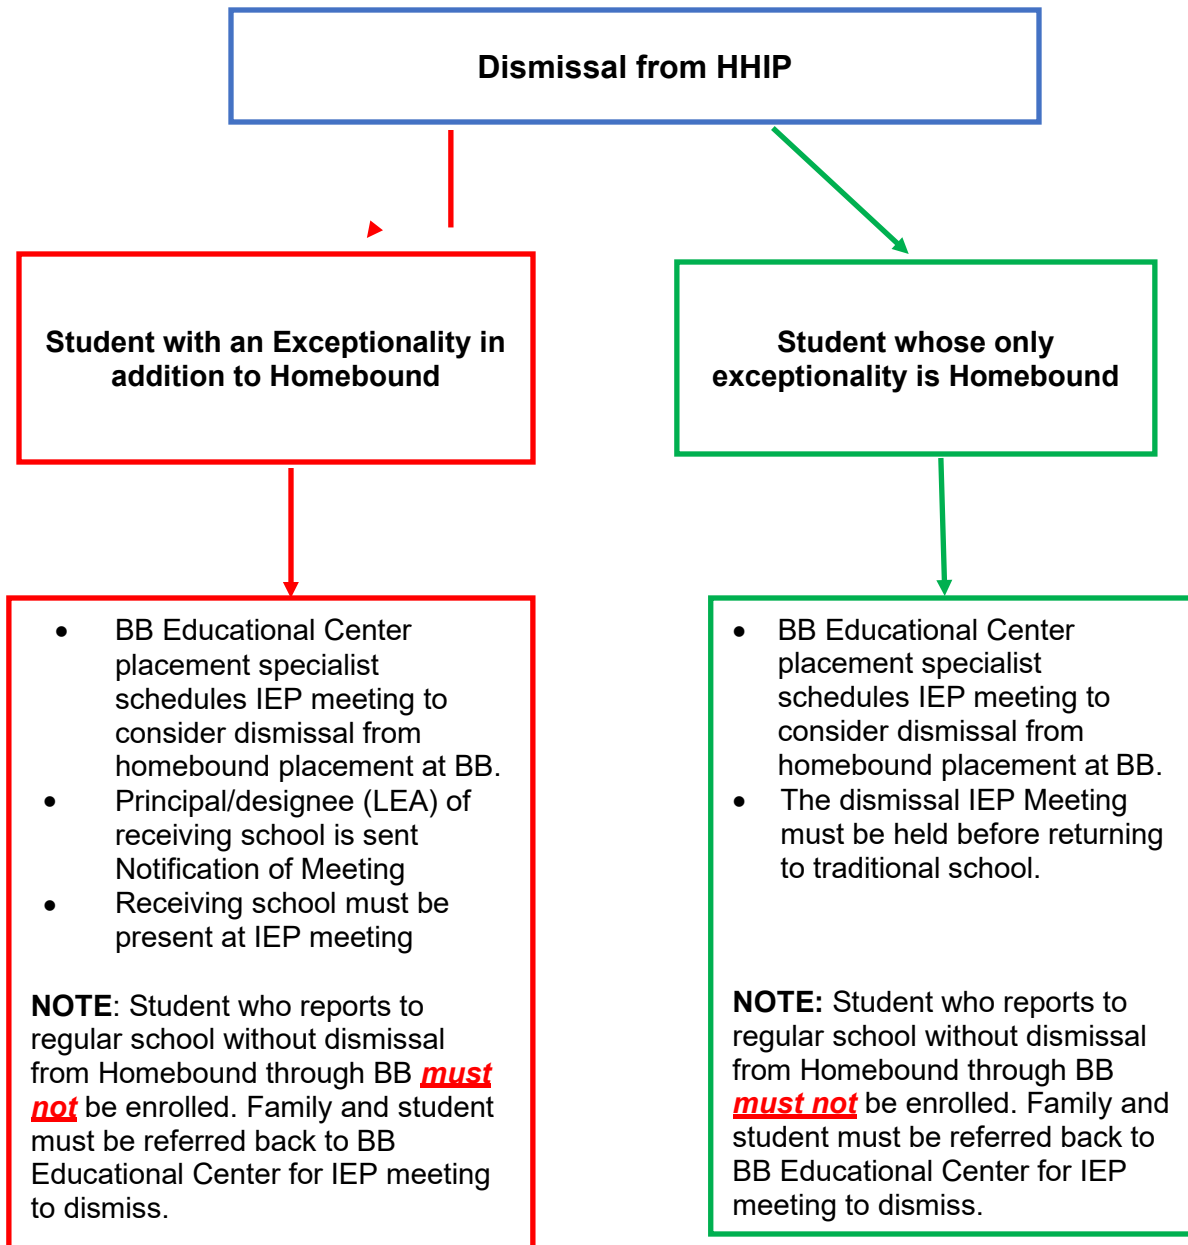 Dismissal from HHIP
Student with an Exceptionality in
addition to Homebound
Student whose only
exceptionality is Homebound
• BB Educational Center
placement specialist
schedules IEP meeting to
consider dismissal from
homebound placement at BB.
• Principal/designee (LEA) of
receiving school is sent
Notification of Meeting
• Receiving school must be
present at IEP meeting
NOTE: Student who reports to
regular school without dismissal
from Homebound through BB must
not be enrolled. Family and student
must be referred back to BB
Educational Center for IEP meeting
to dismiss.
• BB Educational Center
placement specialist
schedules IEP meeting to
consider dismissal from
homebound placement at BB.
• The dismissal IEP Meeting
must be held before returning
to traditional school.
NOTE: Student who reports to
regular school without dismissal
from Homebound through BB
must not be enrolled. Family and
student must be referred back to
BB Educational Center for IEP
meeting to dismiss.